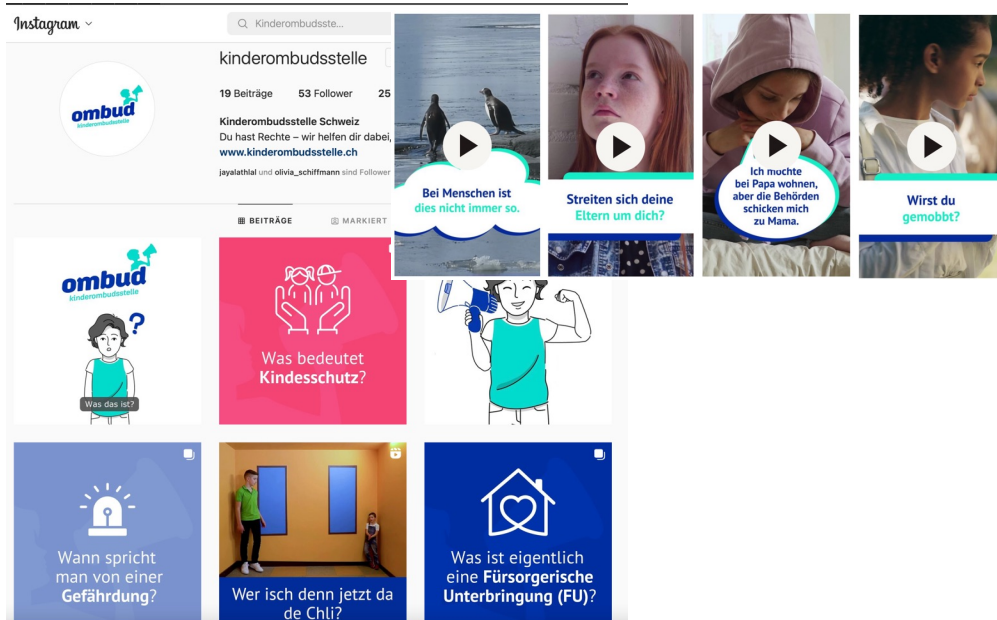 Instagram
Kinderombudsste...
kinderombudsstelle
19 Beiträge 53 Follower 25
Kinderombudsstelle Schweiz
Du hast Rechte – wir helfen dir dabei,
www.kinderombudsstelle.ch
jayalathlal und olivia_schiffmann sind Follower
BEITRÄGE
MARKIERT
ombud
kinderombudsstelle
Bei Menschen ist
dies nicht immer so.
Streiten sich deine
Eltern um dich?
Ich möchte
bei Papa wohnen,
aber die Behörden
schicken mich
zu Mama.
Wirst du
gemobbt?
ombud
kinderombudsstelle
?
Was das ist?
Was bedeutet
Kindesschutz?
Wann spricht
man von einer
Gefährdung?
Wer isch denn jetzt da
de Chli?
Was ist eigentlich
eine Fürsorgerische
Unterbringung (FU)?